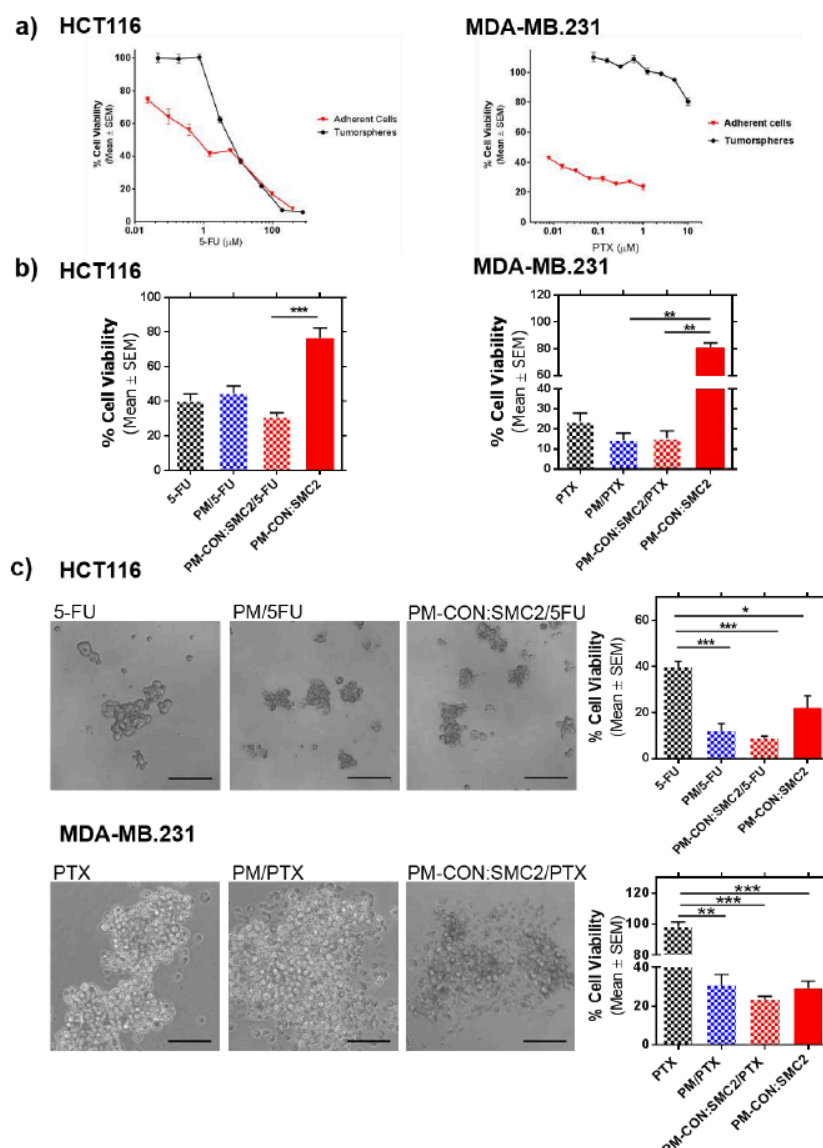 a) HCT116
MDA-MB.231
% Cell Viability
(Mean ± SEM)
100
80
60
40
20
0
0.01
1
100
5-FU (µM)
Adherent Cells
Tumorspheres
% Cell Viability
(Mean ± SEM)
100
80
60
40
20
0
0.01
0.1
1
10
PTX (µM)
Adherent cells
Tumorspheres
b) HCT116
MDA-MB.231
% Cell Viability
(Mean ± SEM)
80
60
40
20
0
***
5-FU
PM/5-FU
PM-CON:SMC2/5-FU
PM-CON:SMC2
% Cell Viability
(Mean ± SEM)
120
100
80
60
40
30
20
10
0
**
**
PTX
PM/PTX
PM-CON:SMC2/PTX
PM-CON:SMC2
c) HCT116
5-FU
PM/5FU
PM-CON:SMC2/5FU
% Cell Viability
(Mean ± SEM)
60
40
20
0
*
***
***
5-FU
PM/5-FU
PM-CON:SMC2/5-FU
PM-CON:SMC2
MDA-MB.231
PTX
PM/PTX
PM-CON:SMC2/PTX
% Cell Viability
(Mean ± SEM)
120
100
80
40
20
0
***
***
**
PTX
PM/PTX
PM-CON:SMC2/PTX
PM-CON:SMC2